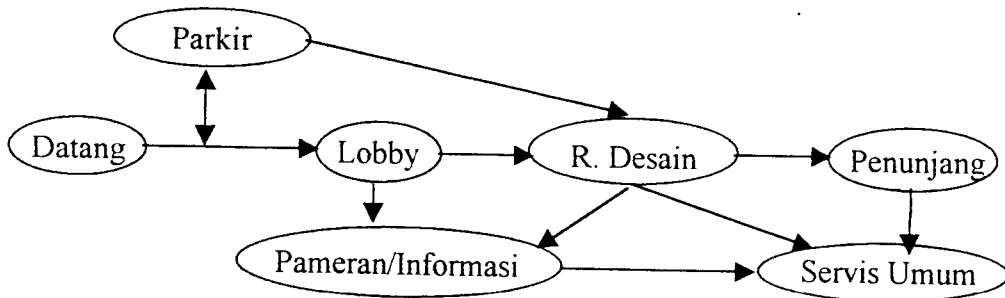 Parkir
Datang
Lobby
R. Desain
Penunjang
Pameran/Informasi
Servis Umum